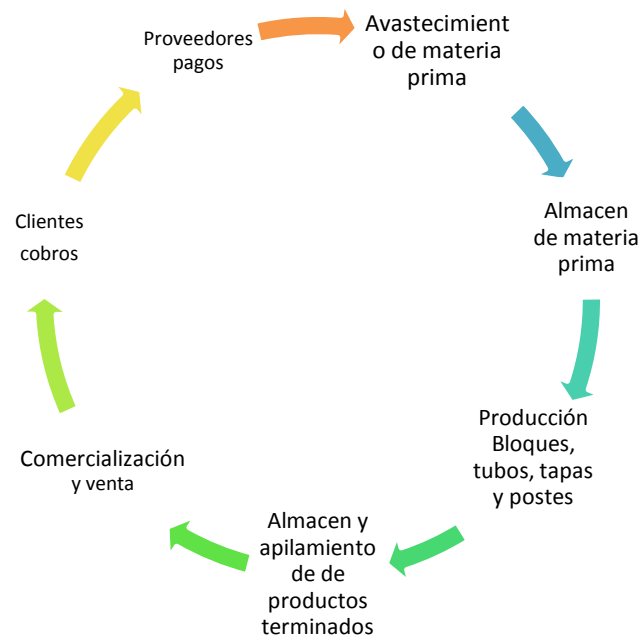 Proveedores
pagos
Avastecimient
o de materia
prima
Almacen
de materia
prima
Producción
Bloques,
tubos, tapas
y postes
Almacen y
apilamiento
de de
productos
terminados
Comercialización
y venta
Clientes
cobros